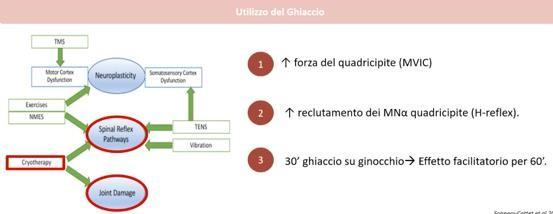 Utilizzo del Ghiaccio
TMS
Motor Cortex
Dysfunction
Neuroplasticity
Somatosensory Cortex
Dysfunction
Exercises
NMES
Spinal Reflex
Pathways
TENS
Vibration
Cryotherapy
Joint Damage
1
↑ forza del quadricipite (MVIC)
2
↑ reclutamento dei MNα quadricipite (H-reflex).
3
30’ ghiaccio su ginocchio→ Effetto facilitatorio per 60’.